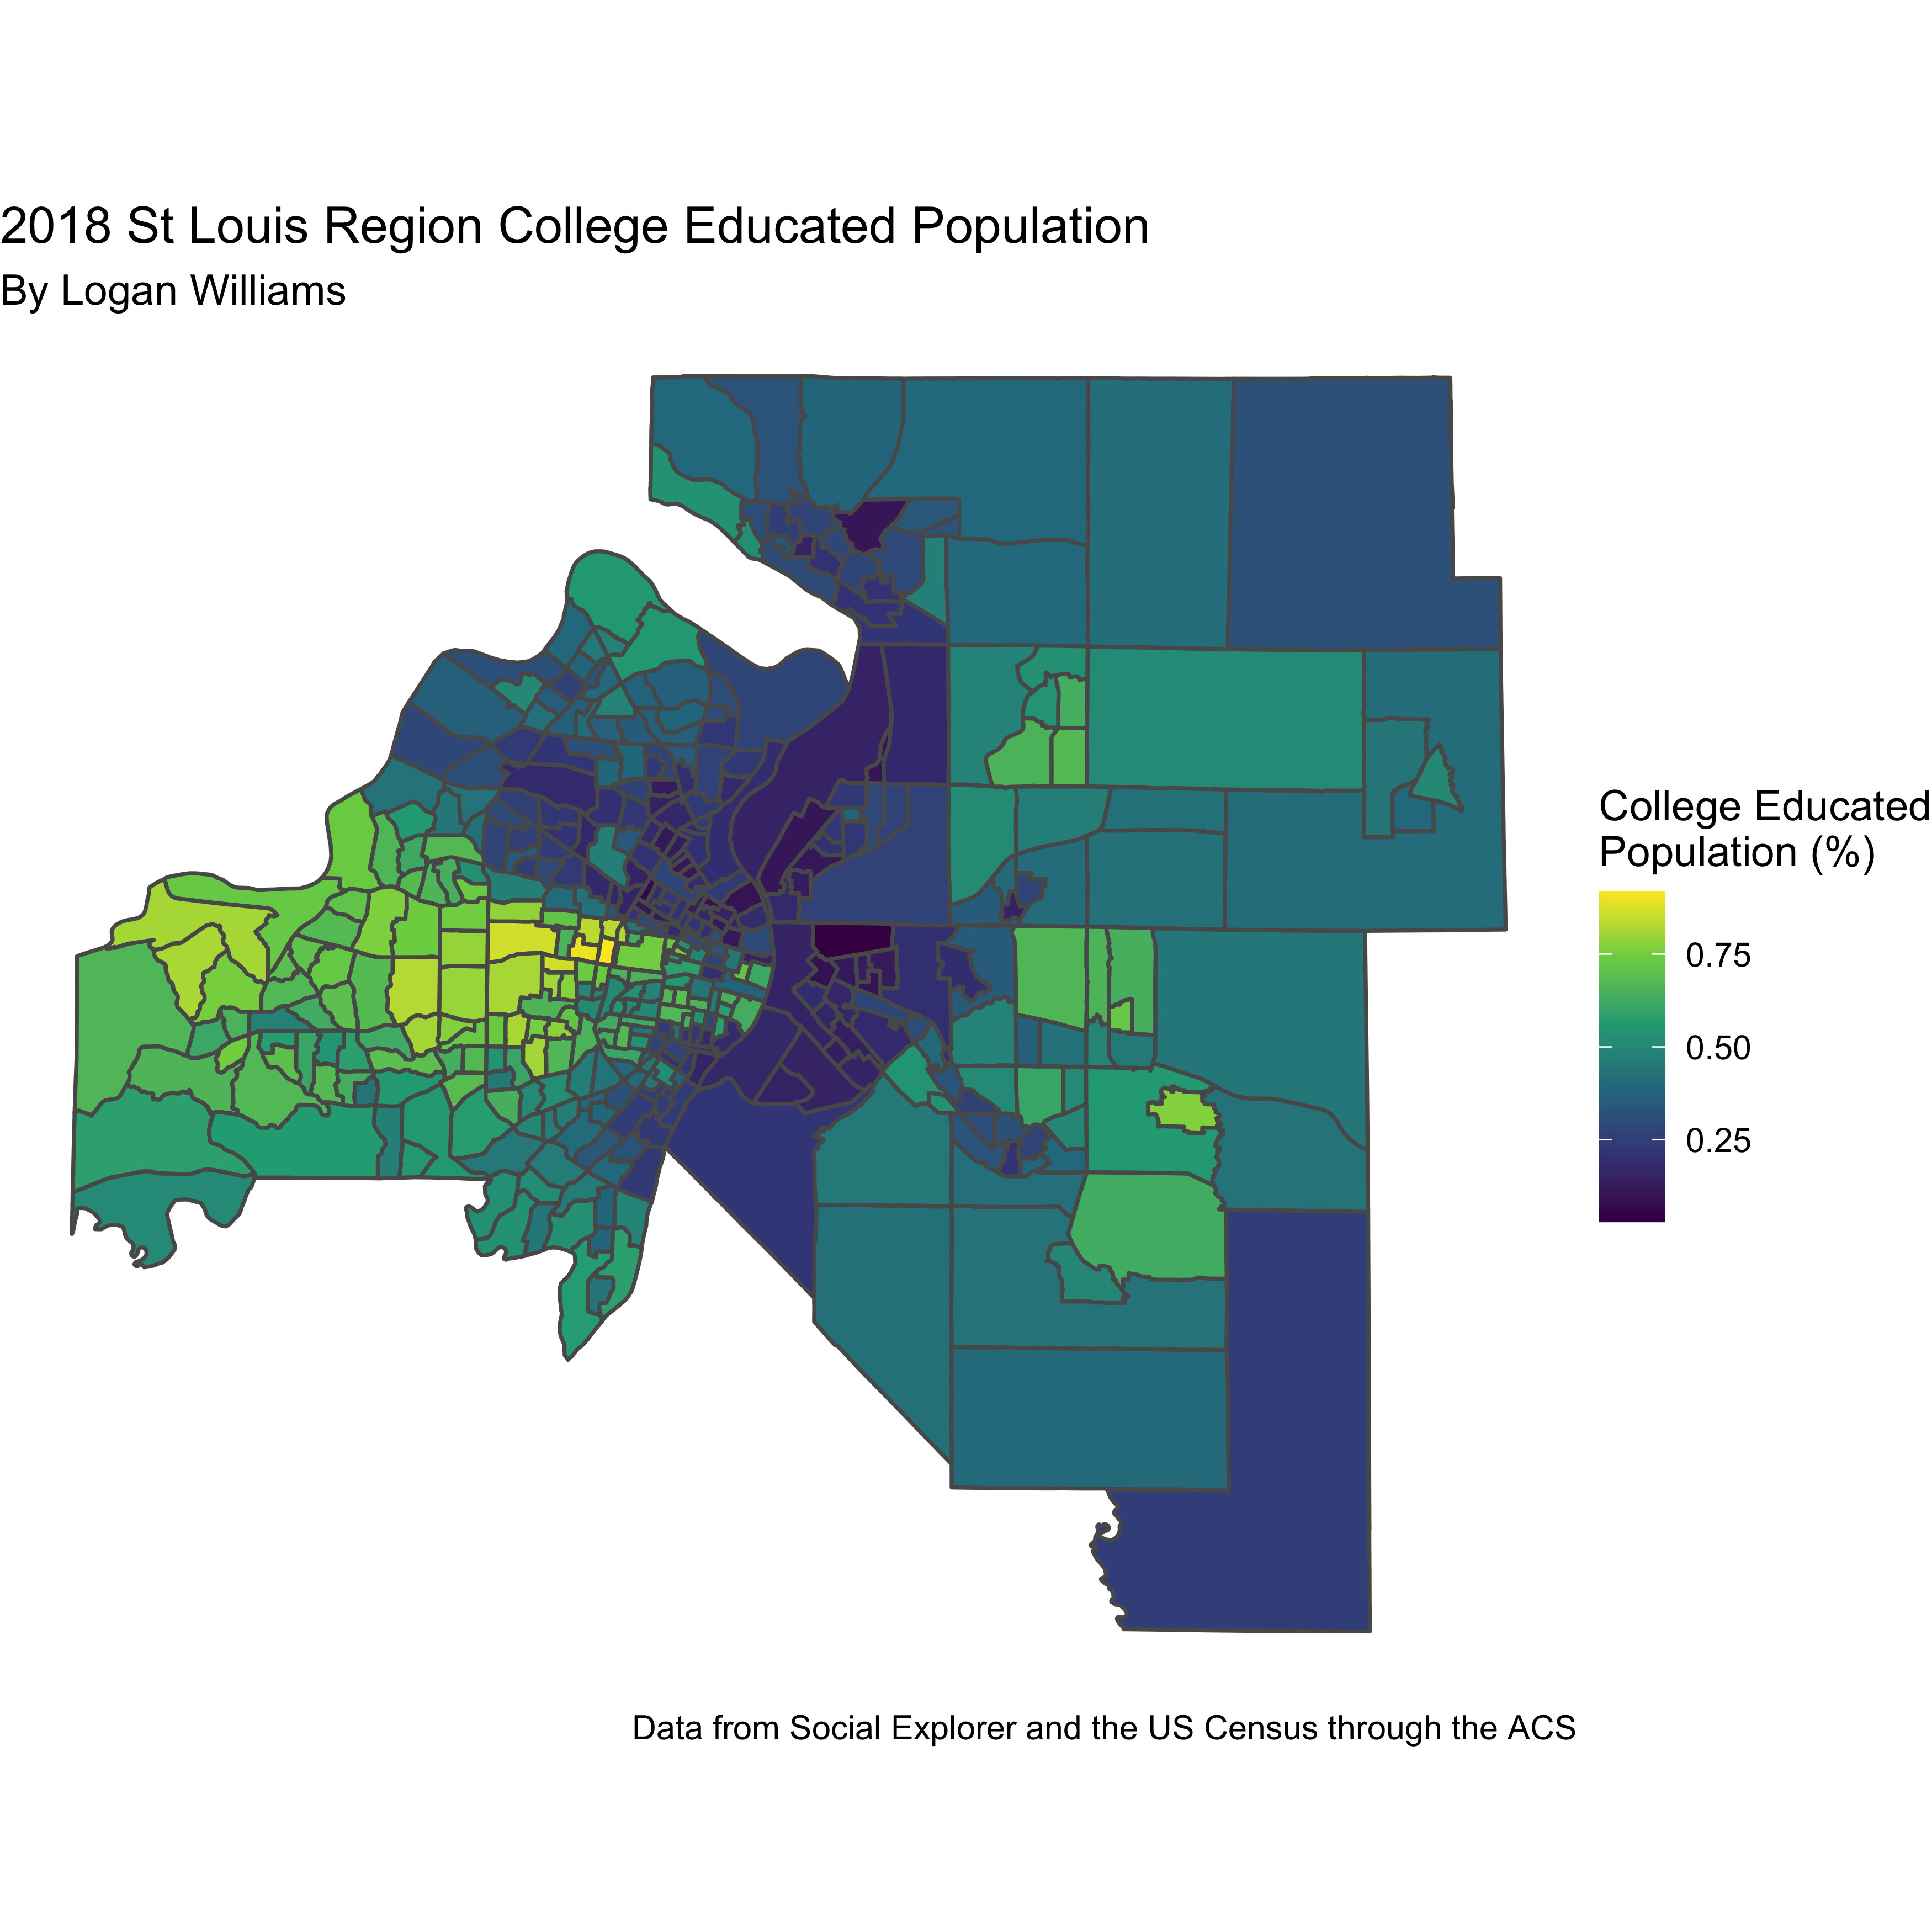 2018 St Louis Region College Educated Population
By Logan Williams
College Educated
Population (%)
0.75
0.50
0.25
Data from Social Explorer and the US Census through the ACS